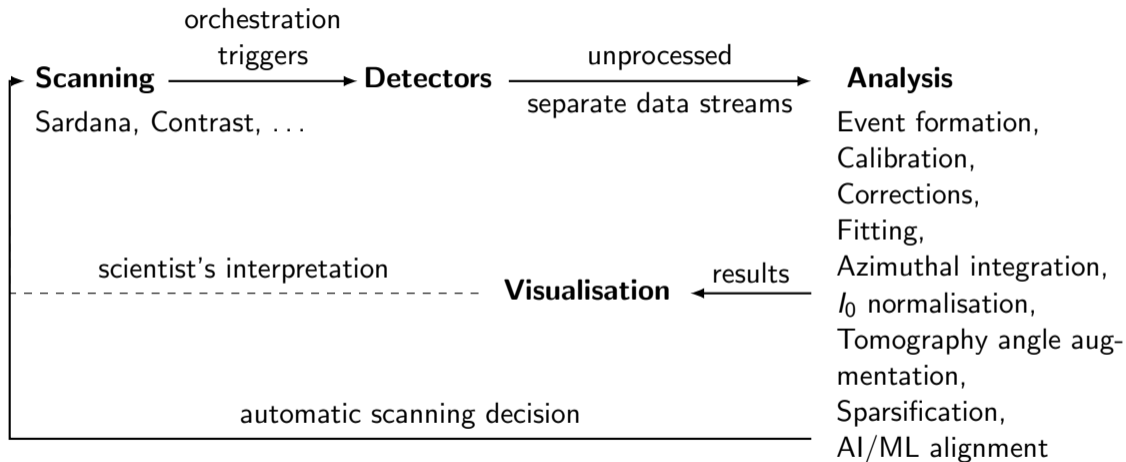 orchestration
triggers
Scanning
Detectors
unprocessed
separate data streams
Analysis
Sardana, Contrast, ...
Event formation,
Calibration,
Corrections,
Fitting,
Azimuthal integration,
I₀ normalisation,
Tomography angle aug-
mentation,
Sparsification,
AI/ML alignment
results
Visualisation
scientist's interpretation
automatic scanning decision